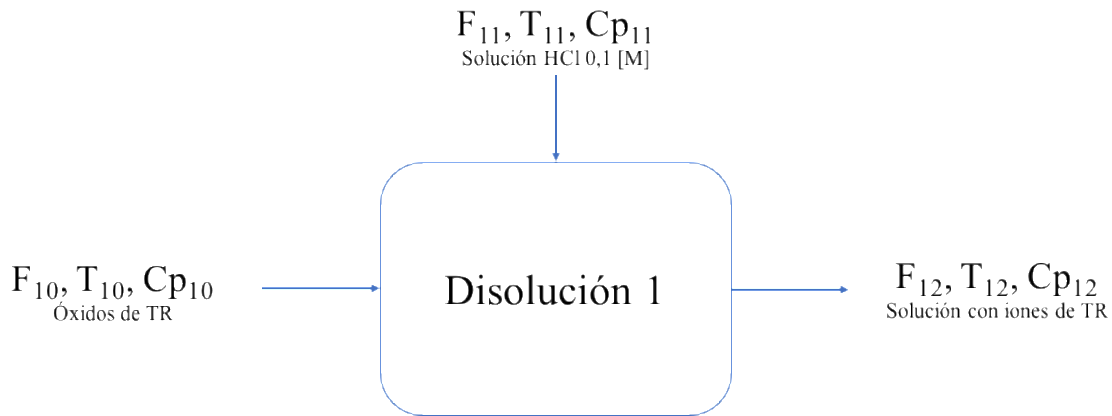 F₁₁, T₁₁, Cp₁₁
Solución HCl 0,1 [M]
F₁₀, T₁₀, Cp₁₀
Óxidos de TR
Disolución 1
F₁₂, T₁₂, Cp₁₂
Solución con iones de TR